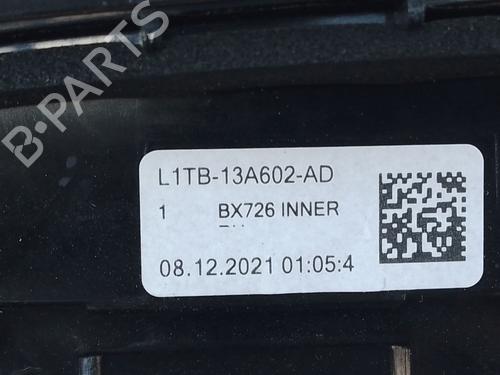 B-PARTS
L1TB-13A602-AD
1 BX726 INNER
08.12.2021 01:05:4